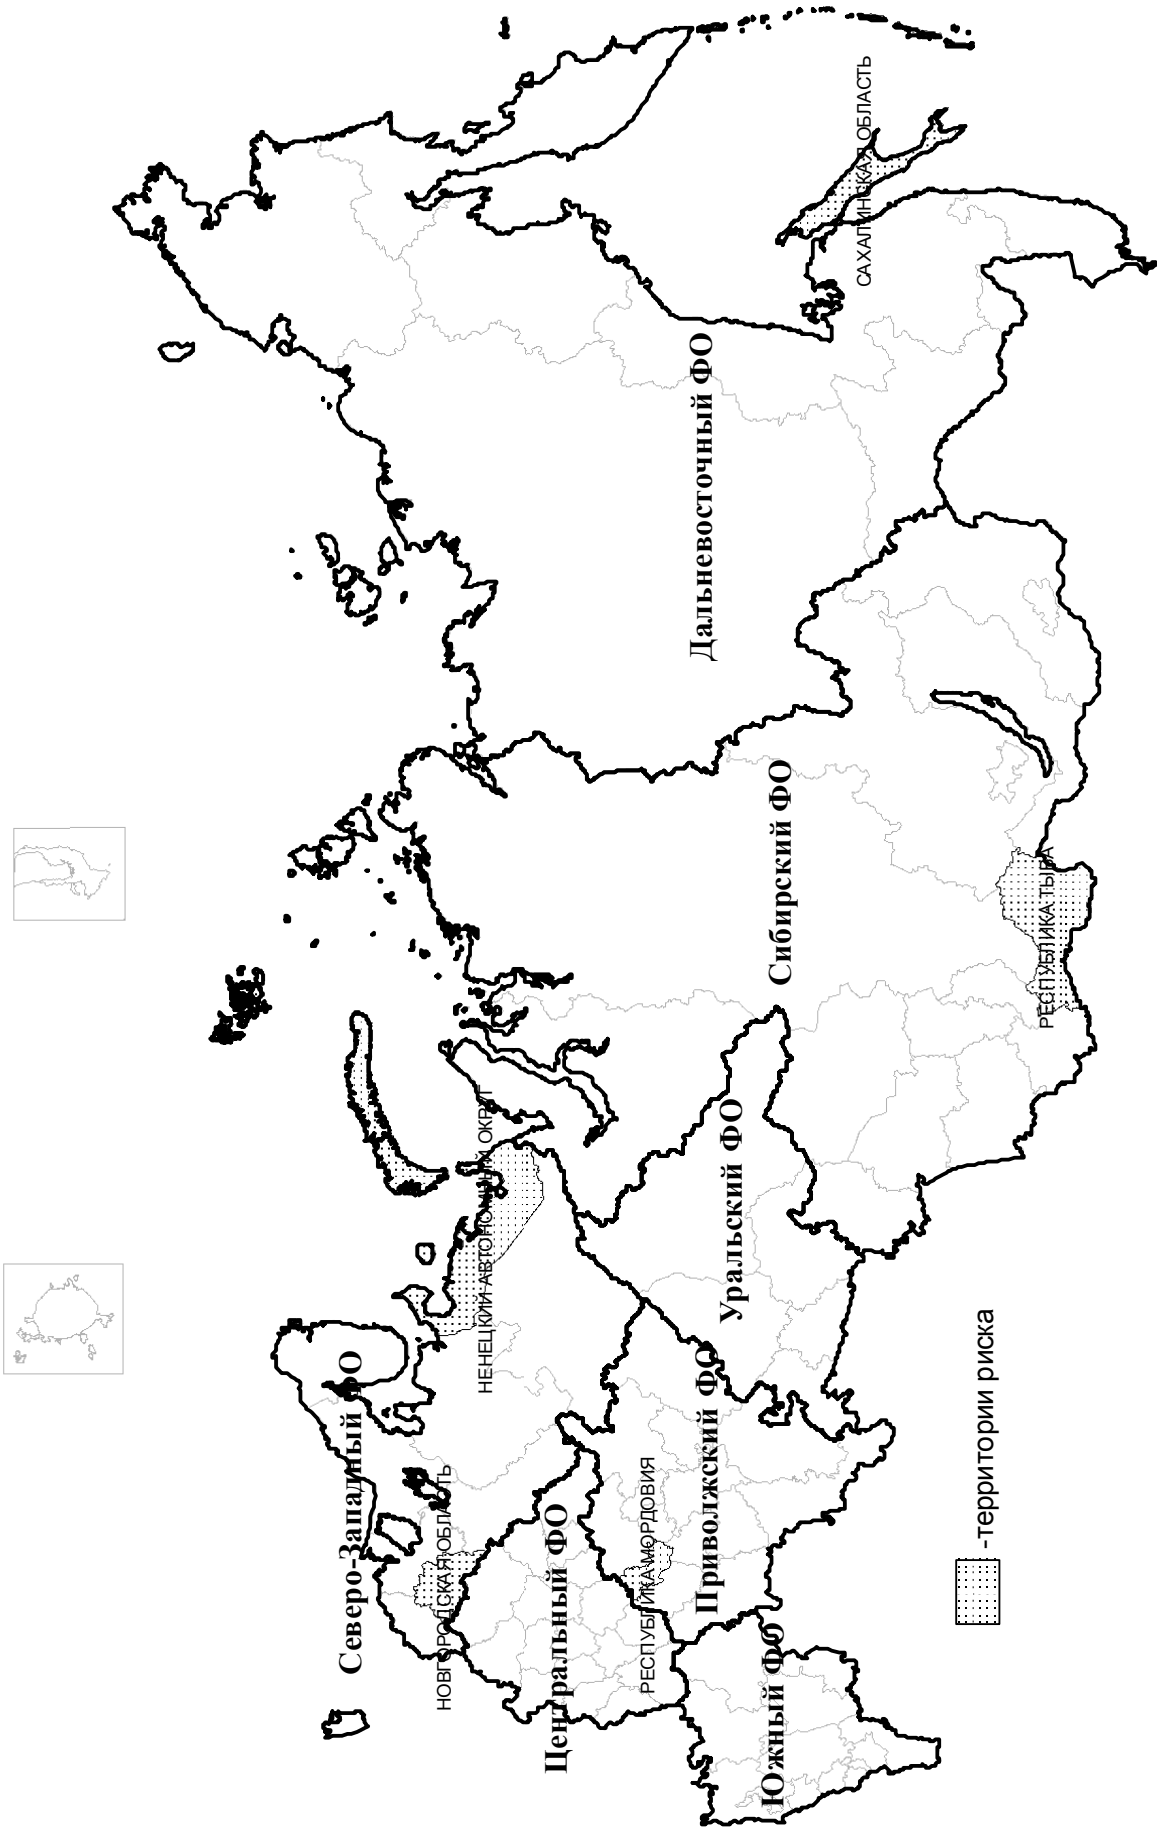 Северо-Западный ФО
НОВГОРОДСКАЯ ОБЛАСТЬ
НЕНЕЦКИЙ АВТОНОМНЫЙ ОКРУГ
Центральный ФО
РЕСПУБЛИКА МОРДОВИЯ
Приволжский ФО
Уральский ФО
Южный ФО
Сибирский ФО
Дальневосточный ФО
САХАЛИНСКАЯ ОБЛАСТЬ
РЕСПУБЛИКА ТЫВА
-территории риска